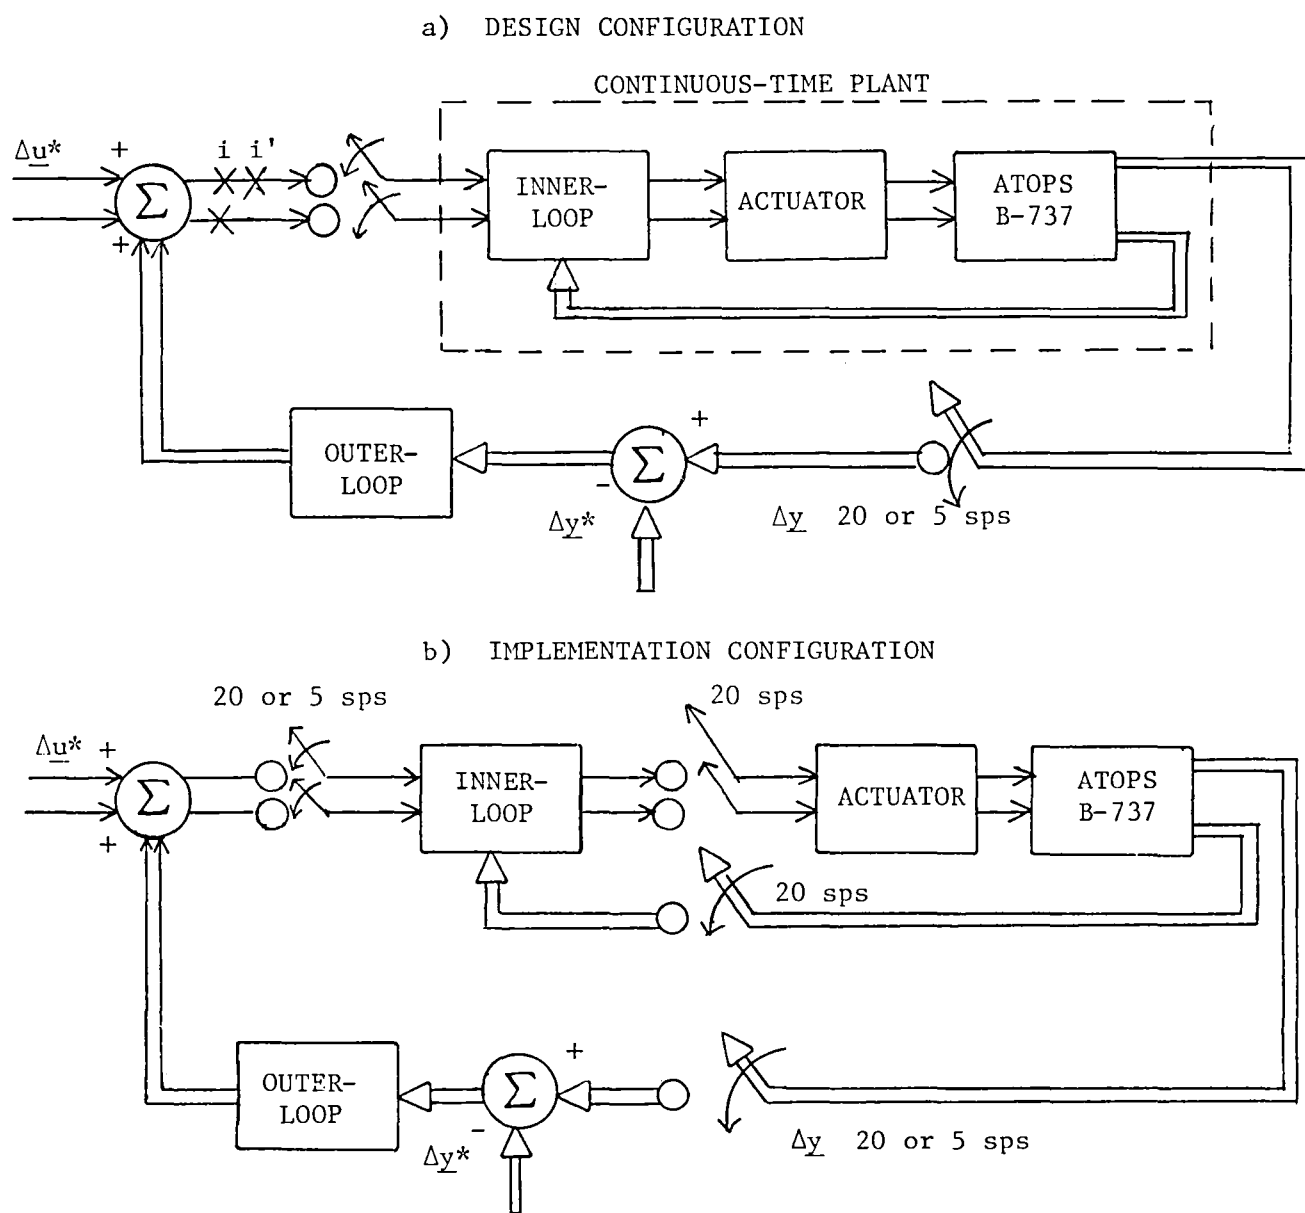 a) DESIGN CONFIGURATION
CONTINUOUS-TIME PLANT
Δu*
+
i i'
Σ
+
INNER-
LOOP
ACTUATOR
ATOPS
B-737
OUTER-
LOOP
+
Σ
-
Δy*
Δy 20 or 5 sps
b) IMPLEMENTATION CONFIGURATION
20 or 5 sps
20 sps
Δu*
+
Σ
+
INNER-
LOOP
ACTUATOR
ATOPS
B-737
20 sps
OUTER-
LOOP
+
Σ
-
Δy*
Δy 20 or 5 sps